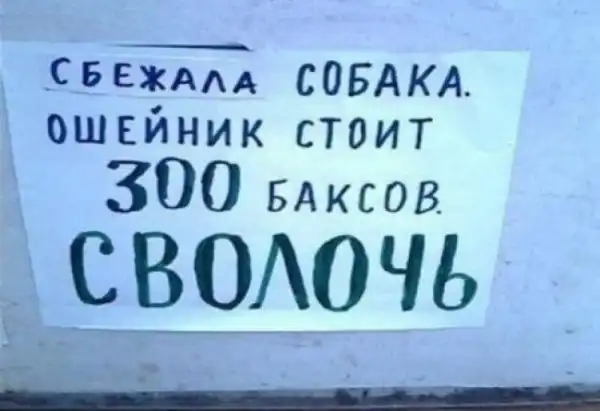 СБЕЖАЛА СОБАКА.
ОШЕЙНИК СТОИТ
300 БАКСОВ.
СВОЛОЧЬ